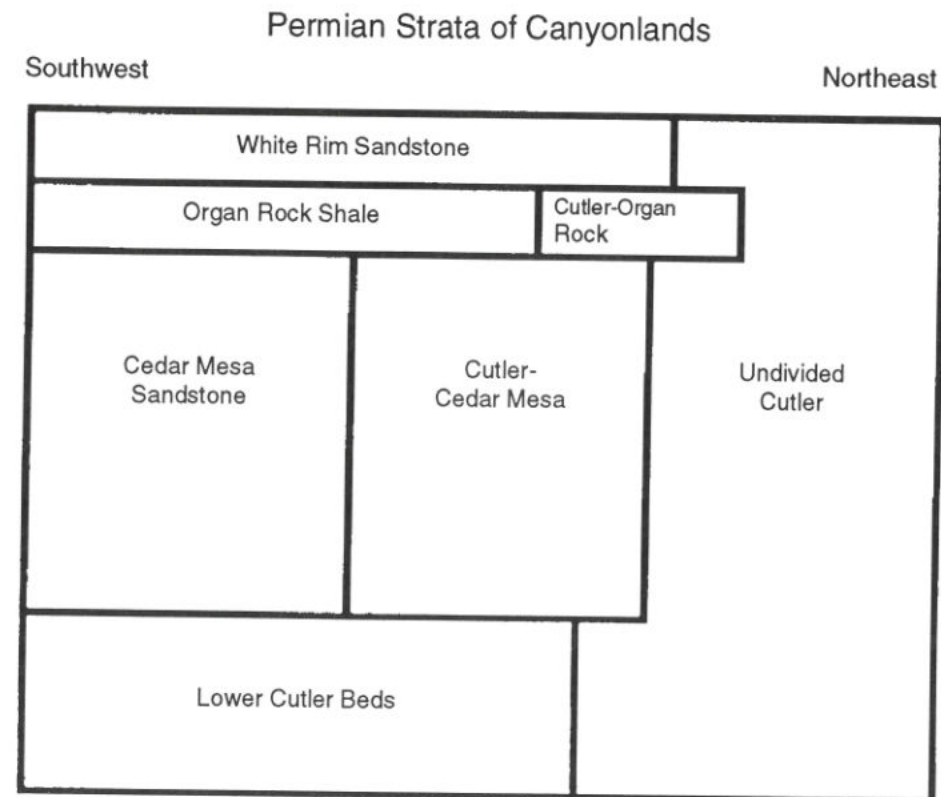 Permian Strata of Canyonlands
Southwest
Northeast
White Rim Sandstone
Organ Rock Shale
Cutler-Organ
Rock
Cedar Mesa
Sandstone
Cutler-
Cedar Mesa
Undivided
Cutler
Lower Cutler Beds